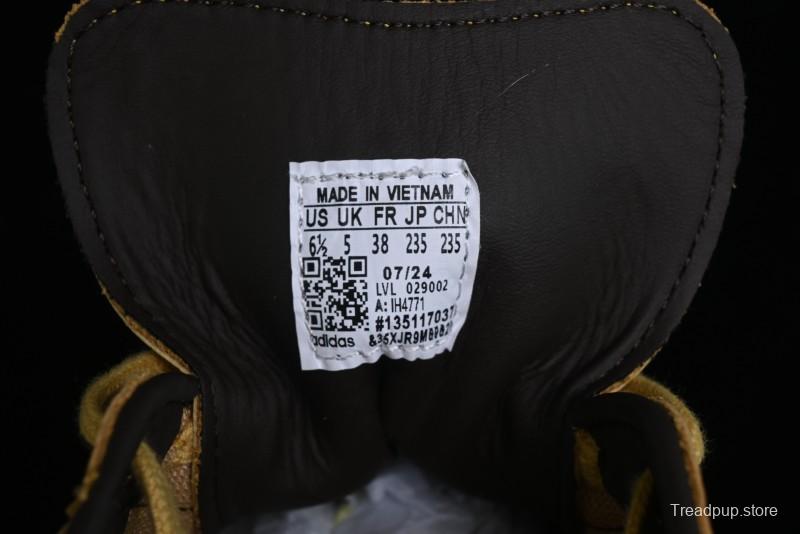 MADE IN VIETNAM
US UK FR JP CHN
6½ 5 38 235 235
07/24
LVL 029002
A: IH4771
adidas
Treadpup.store